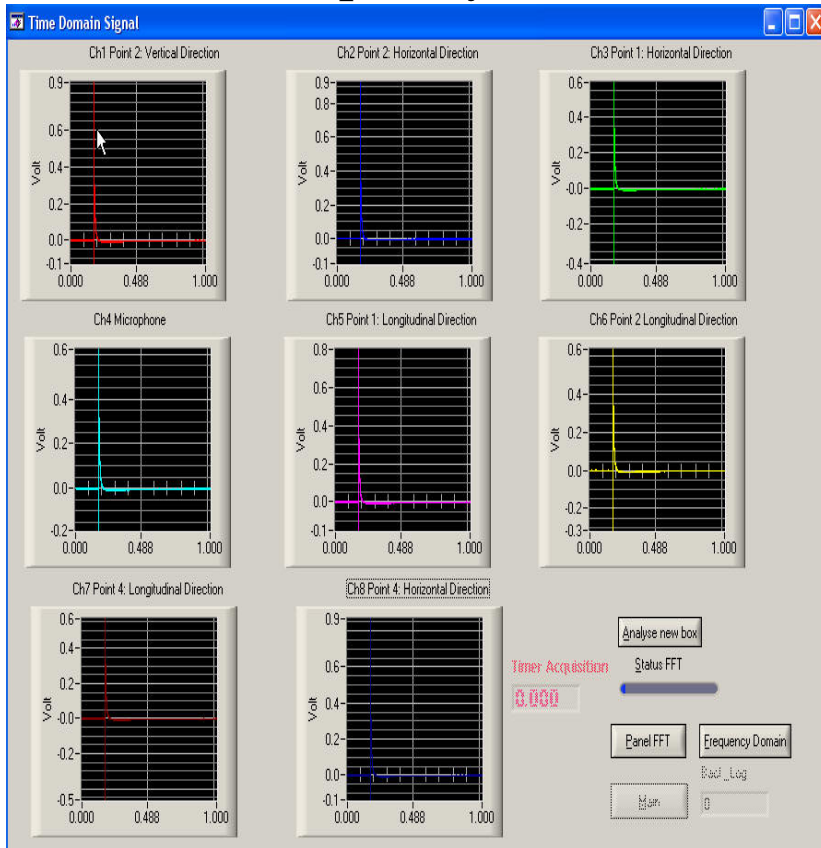 Time Domain Signal
Ch1 Point 2: Vertical Direction
Volt
0.9
0.6
0.4
0.2
0.0
-0.1
0.000 0.488 1.000
Ch2 Point 2: Horizontal Direction
Volt
0.9
0.8
0.6
0.4
0.2
0.0
-0.1
0.000 0.488 1.000
Ch3 Point 1: Horizontal Direction
Volt
0.6
0.4
0.2
-0.0
-0.2
-0.4
0.000 0.488 1.000
Ch4 Microphone
Volt
0.6
0.4
0.2
0.0
-0.2
0.000 0.488 1.000
Ch5 Point 1: Longitudinal Direction
Volt
0.8
0.6
0.4
0.2
0.0
-0.1
0.000 0.488 1.000
Ch6 Point 2 Longitudinal Direction
Volt
0.6
0.4
0.2
0.0
-0.2
-0.3
0.000 0.488 1.000
Ch7 Point 4: Longitudinal Direction
Volt
0.6
0.4
0.2
-0.0
-0.2
-0.5
0.000 0.488 1.000
Ch8 Point 4: Horizontal Direction
Volt
0.9
0.6
0.4
0.2
0.0
-0.1
0.000 0.488 1.000
Timer Acquisition
0.000
Analyse new box
Status FFT
Panel FFT
Frequency Domain
Main
0